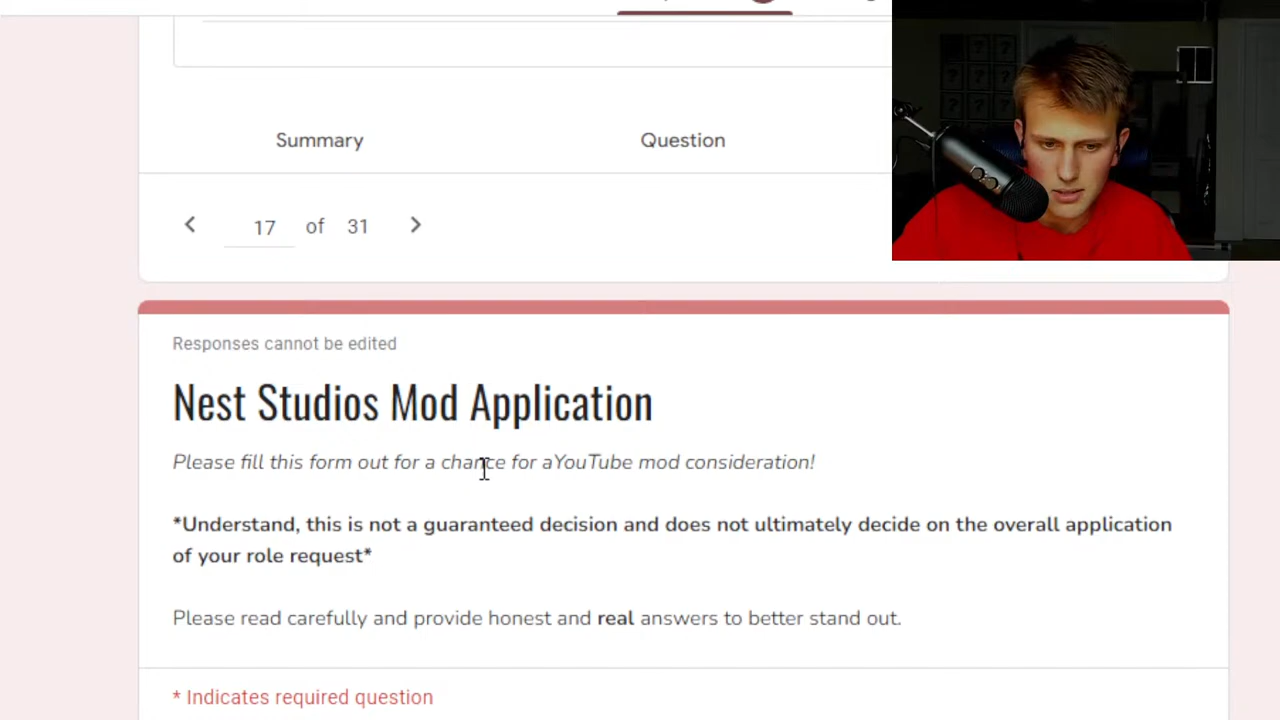 Summary Question
17 of 31
Responses cannot be edited
Nest Studios Mod Application
Please fill this form out for a chance for aYouTube mod consideration!
*Understand, this is not a guaranteed decision and does not ultimately decide on the overall application
of your role request*
Please read carefully and provide honest and real answers to better stand out.
* Indicates required question